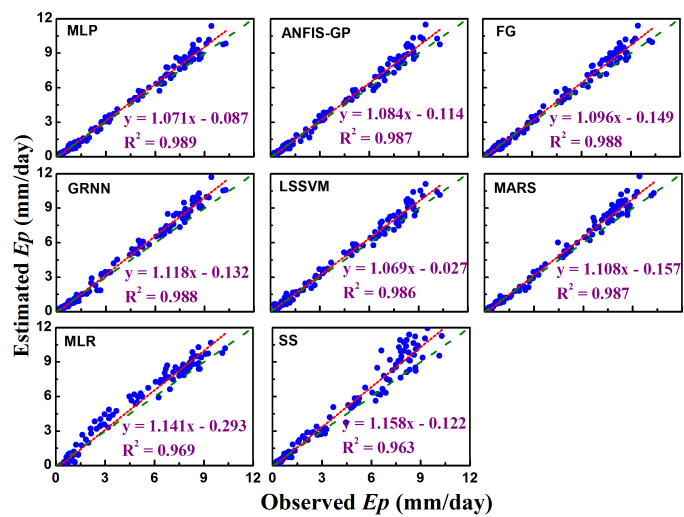 12
9
6
3
0
MLP
y = 1.071x - 0.087
R² = 0.989
ANFIS-GP
y = 1.084x - 0.114
R² = 0.987
FG
y = 1.096x - 0.149
R² = 0.988
12
9
6
3
0
GRNN
y = 1.118x - 0.132
R² = 0.988
LSSVM
y = 1.069x - 0.027
R² = 0.986
MARS
y = 1.108x - 0.157
R² = 0.987
12
9
6
3
0
MLR
y = 1.141x - 0.293
R² = 0.969
SS
y = 1.158x - 0.122
R² = 0.963
0 3 6 9 12
0 3 6 9 12
Estimated Ep (mm/day)
Observed Ep (mm/day)